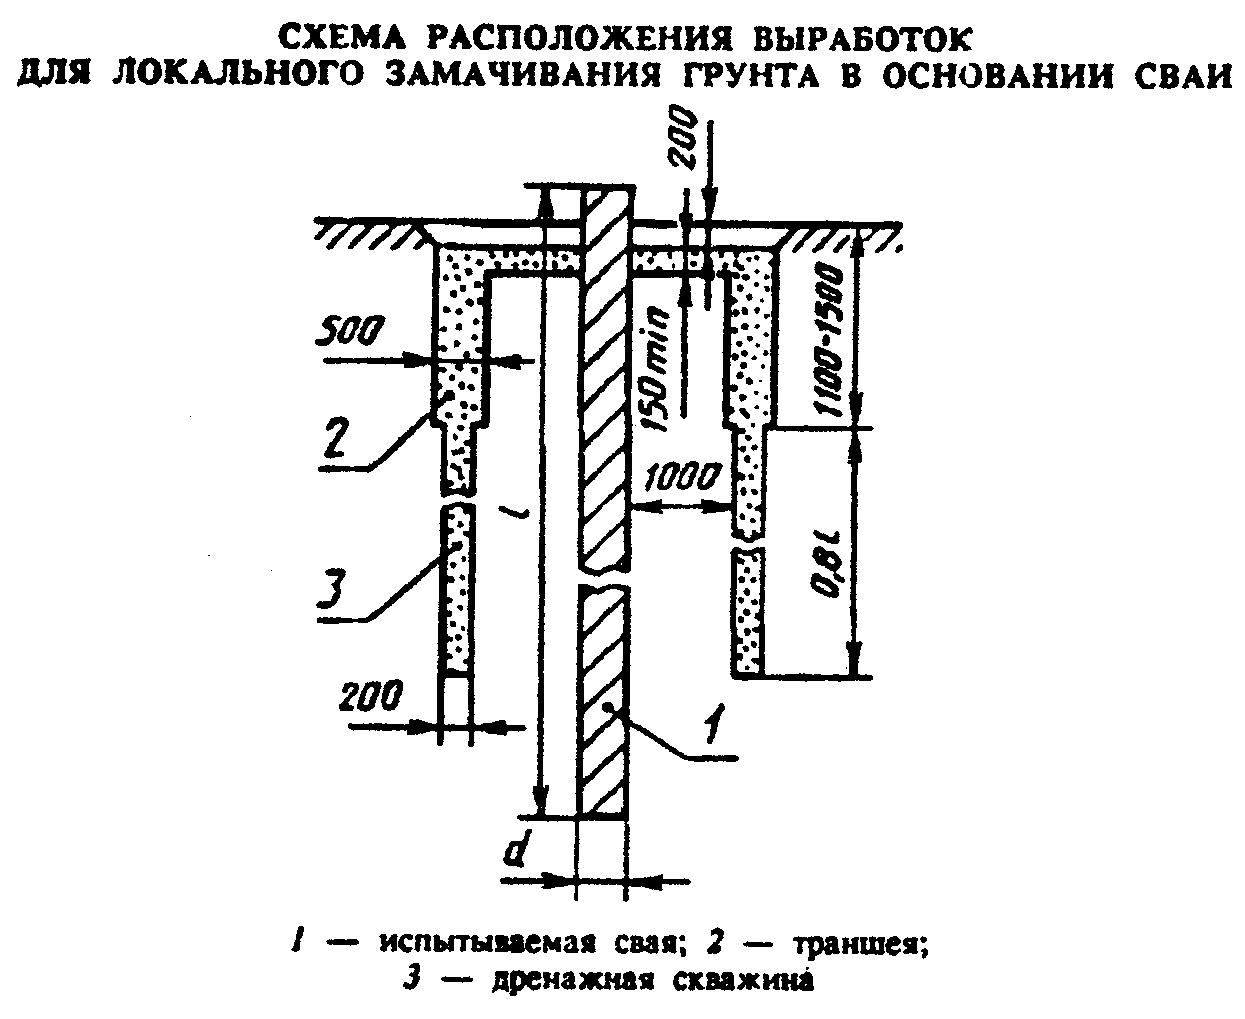 СХЕМА РАСПОЛОЖЕНИЯ ВЫРАБОТОК
ДЛЯ ЛОКАЛЬНОГО ЗАМАЧИВАНИЯ ГРУНТА В ОСНОВАНИИ СВАИ
200
500
150 min
1100-1500
2
1000
l
0,8 l
3
200
1
d
1 — испытываемая свая; 2 — траншея;
3 — дренажная скважина